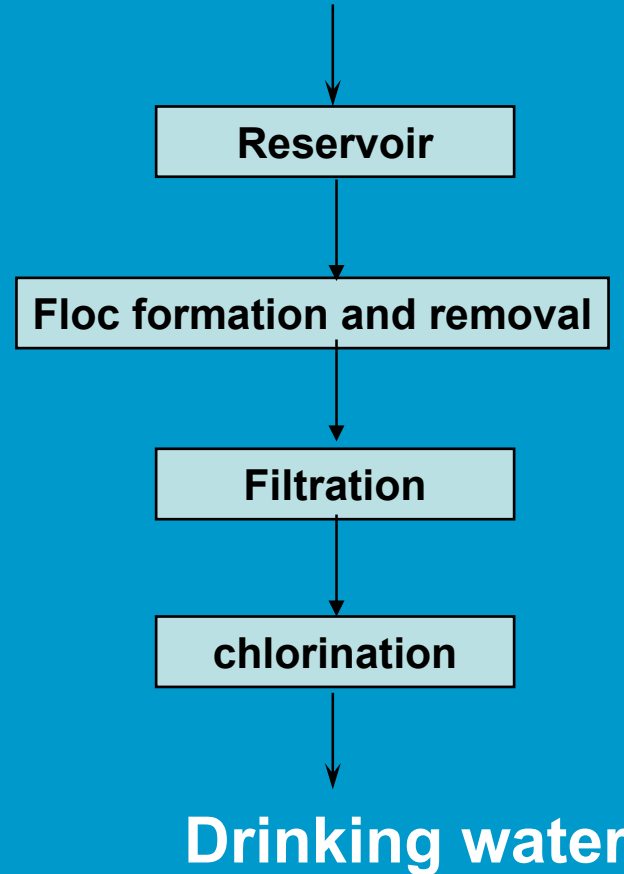 Reservoir
Floc formation and removal
Filtration
chlorination
Drinking water